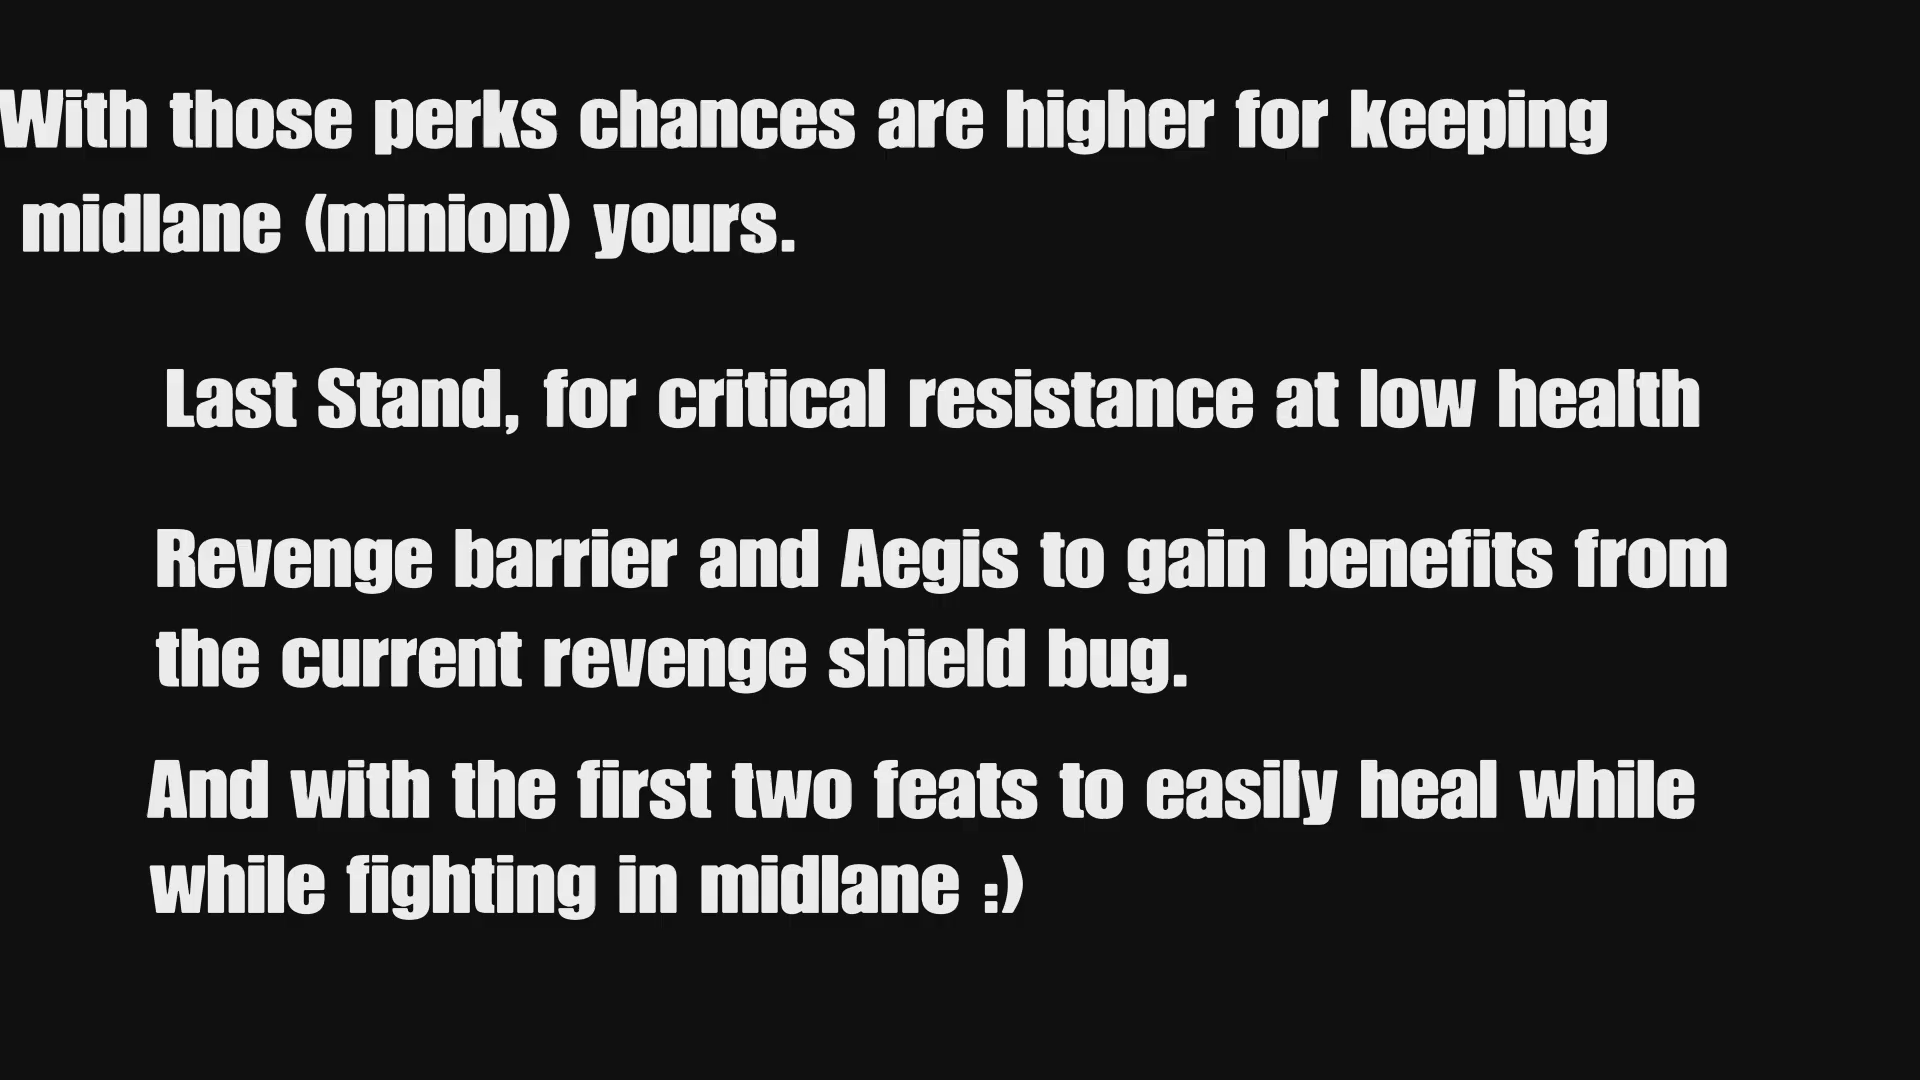 With those perks chances are higher for keeping
midlane (minion) yours.
Last Stand, for critical resistance at low health
Revenge barrier and Aegis to gain benefits from
the current revenge shield bug.
And with the first two feats to easily heal while
while fighting in midlane :)